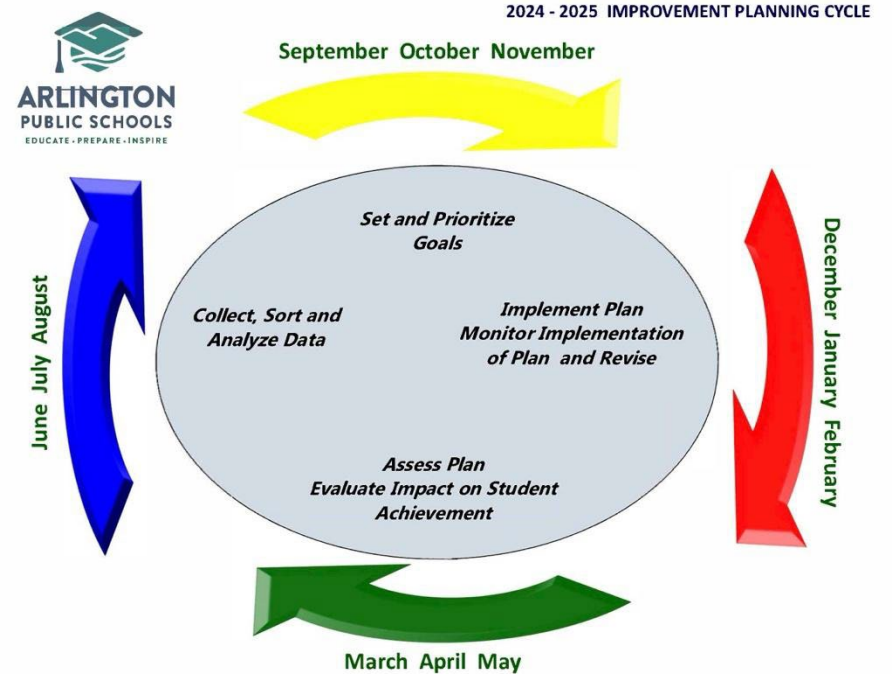 2024 - 2025 IMPROVEMENT PLANNING CYCLE
ARLINGTON
PUBLIC SCHOOLS
EDUCATE • PREPARE • INSPIRE
September October November
Set and Prioritize
Goals
Collect, Sort and
Analyze Data
Implement Plan
Monitor Implementation
of Plan and Revise
December January February
June July August
Assess Plan
Evaluate Impact on Student
Achievement
March April May